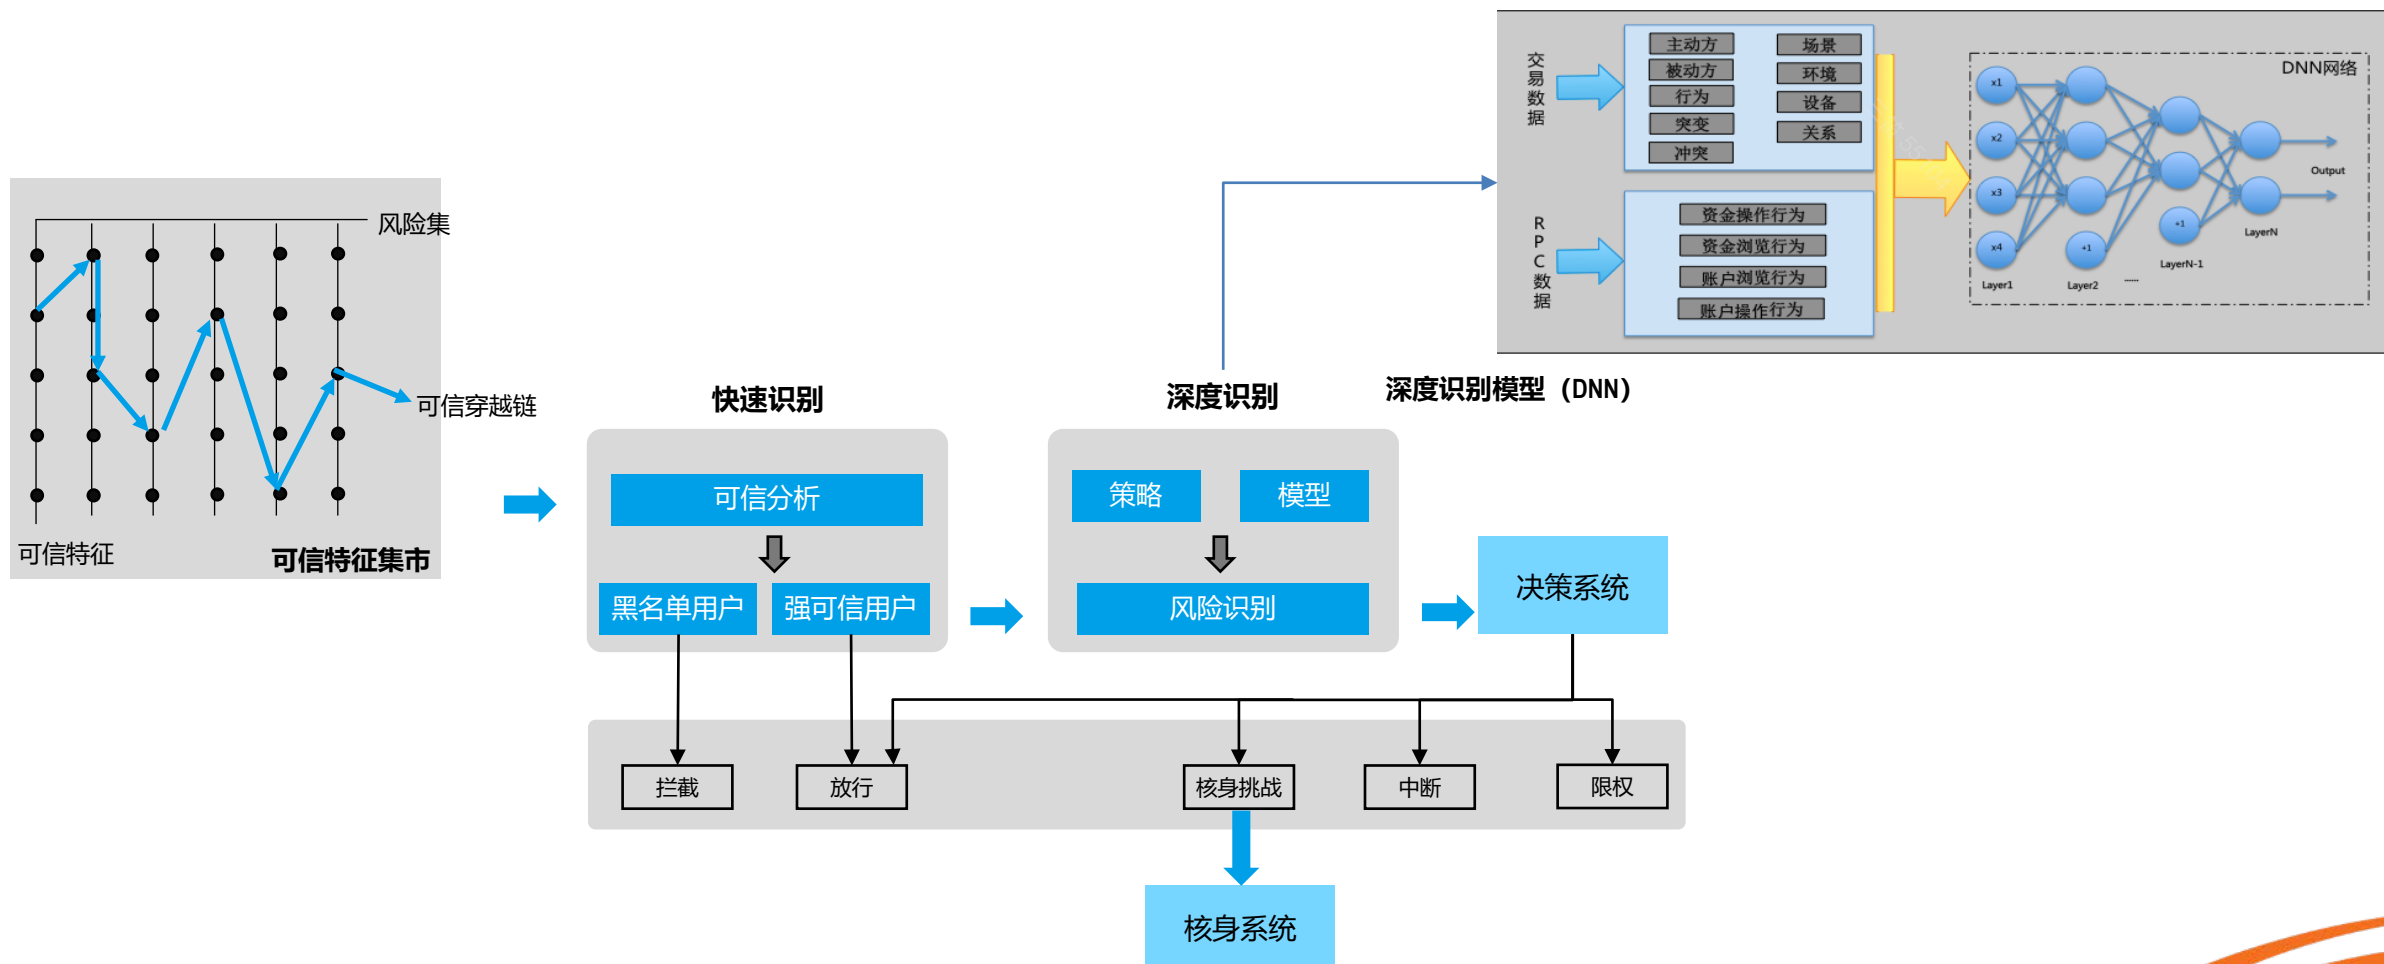 风险集
可信穿越链
可信特征
可信特征集市
快速识别
可信分析
黑名单用户
强可信用户
深度识别
策略
模型
风险识别
深度识别模型（DNN）
交易数据
主动方
被动方
行为
突变
冲突
场景
环境
设备
关系
RPC数据
资金操作行为
资金浏览行为
账户浏览行为
账户操作行为
DNN网络
x1
x2
x3
x4
+1
+1
Layer1
Layer2
......
LayerN-1
LayerN
Output
决策系统
拦截
放行
核身挑战
中断
限权
核身系统